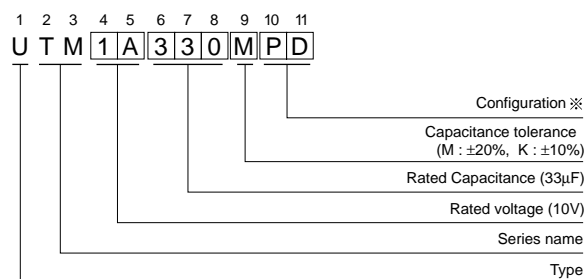 1 2 3 4 5 6 7 8 9 10 11
U T M 1 A 3 3 0 M P D
Configuration ※
Capacitance tolerance
(M : ±20%, K : ±10%)
Rated Capacitance (33µF)
Rated voltage (10V)
Series name
Type